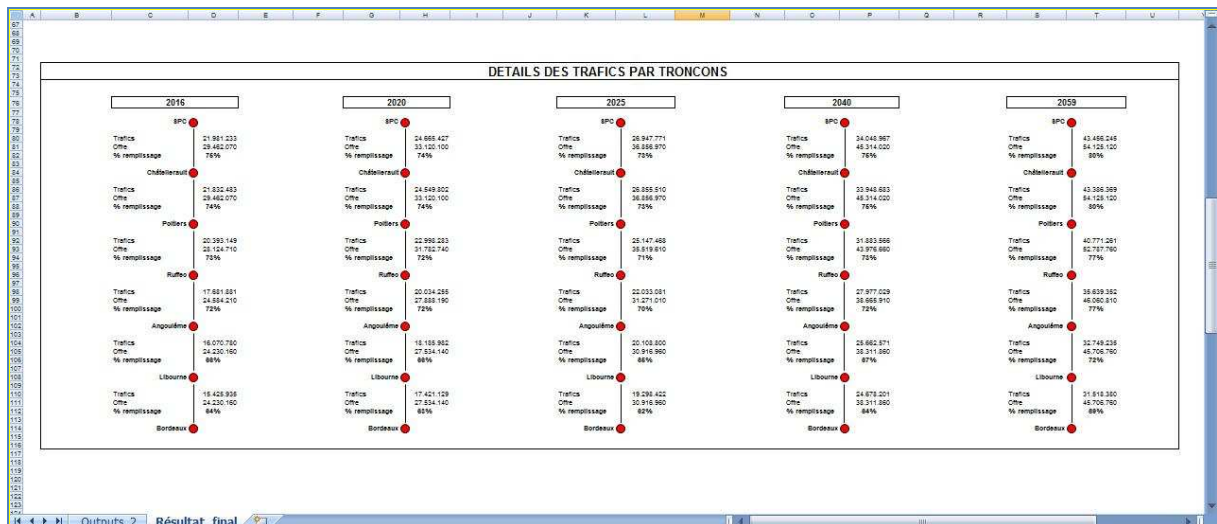 A B C D E F G H I J K L M N O P Q R S T U
DETAILS DES TRAFICS PAR TRONCONS
2016 2020 2025 2040 2059
SPC SPC SPC SPC SPC
Trafics 21.981.233 Trafics 24.665.427 Trafics 26.947.771 Trafics 34.048.967 Trafics 43.456.245
Offre 29.462.070 Offre 33.120.100 Offre 36.856.970 Offre 45.314.020 Offre 54.125.120
% remplissage 75% % remplissage 74% % remplissage 73% % remplissage 75% % remplissage 80%
Châtellerault Châtellerault Châtellerault Châtellerault Châtellerault
Trafics 21.832.483 Trafics 24.549.802 Trafics 26.855.510 Trafics 33.948.683 Trafics 43.386.369
Offre 29.462.070 Offre 33.120.100 Offre 36.856.970 Offre 45.314.020 Offre 54.125.120
% remplissage 74% % remplissage 74% % remplissage 73% % remplissage 75% % remplissage 80%
Poitiers Poitiers Poitiers Poitiers Poitiers
Trafics 20.393.149 Trafics 22.998.283 Trafics 25.147.468 Trafics 31.883.566 Trafics 40.771.261
Offre 28.124.710 Offre 31.782.740 Offre 35.519.610 Offre 43.976.660 Offre 52.787.760
% remplissage 73% % remplissage 72% % remplissage 71% % remplissage 73% % remplissage 77%
Ruffec Ruffec Ruffec Ruffec Ruffec
Trafics 17.681.881 Trafics 20.034.255 Trafics 22.033.081 Trafics 27.977.029 Trafics 35.639.352
Offre 24.584.210 Offre 27.888.190 Offre 31.271.010 Offre 38.665.910 Offre 46.060.810
% remplissage 72% % remplissage 72% % remplissage 70% % remplissage 72% % remplissage 77%
Angoulême Angoulême Angoulême Angoulême Angoulême
Trafics 16.070.780 Trafics 18.185.982 Trafics 20.108.800 Trafics 25.662.571 Trafics 32.749.235
Offre 24.230.160 Offre 27.534.140 Offre 30.916.960 Offre 38.311.860 Offre 45.706.760
% remplissage 66% % remplissage 66% % remplissage 65% % remplissage 67% % remplissage 72%
Libourne Libourne Libourne Libourne Libourne
Trafics 15.425.935 Trafics 17.421.129 Trafics 19.298.422 Trafics 24.678.201 Trafics 31.518.380
Offre 24.230.160 Offre 27.534.140 Offre 30.916.960 Offre 38.311.860 Offre 45.706.760
% remplissage 64% % remplissage 63% % remplissage 62% % remplissage 64% % remplissage 69%
Bordeaux Bordeaux Bordeaux Bordeaux Bordeaux
Outputs_2 Résultat_final